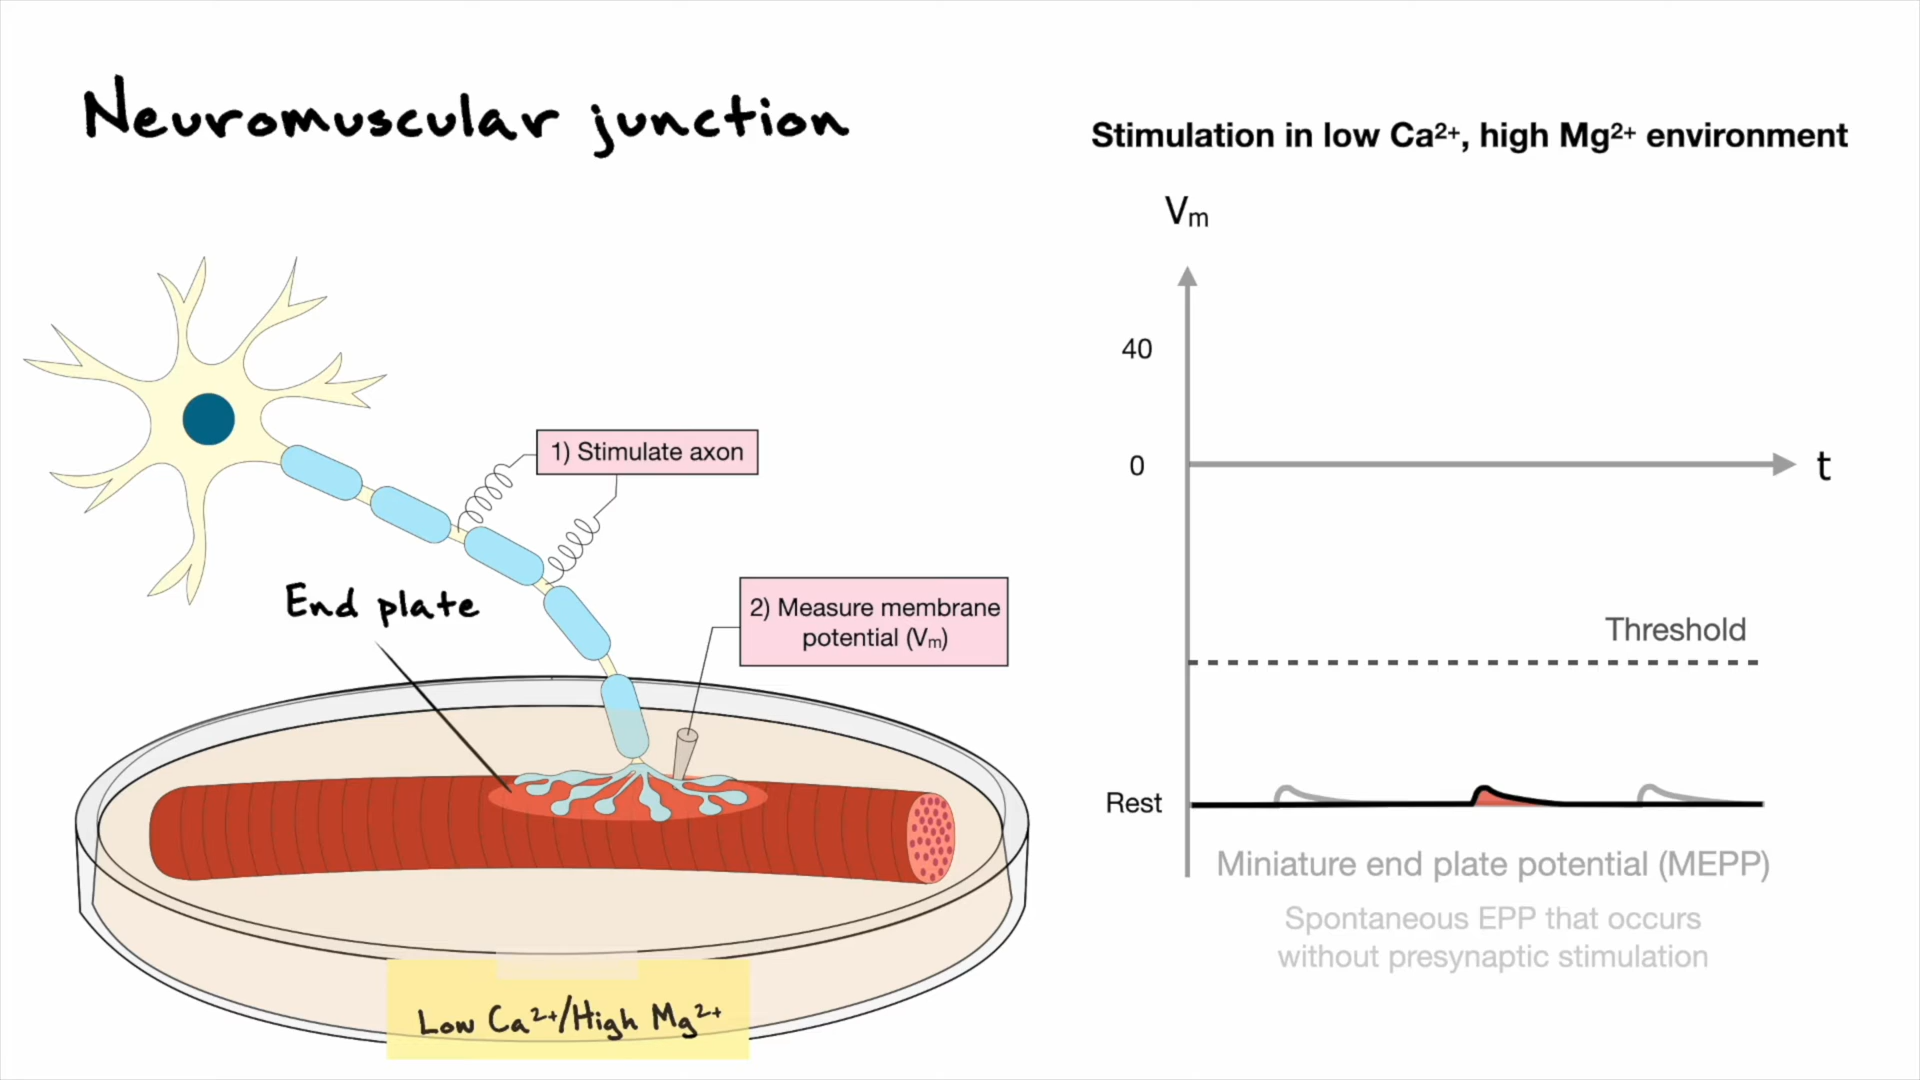 Neuromuscular junction
Stimulation in low Ca²⁺, high Mg²⁺ environment
Vₘ
40
0
t
1) Stimulate axon
End plate
2) Measure membrane
potential (Vₘ)
Threshold
Rest
Miniature end plate potential (MEPP)
Spontaneous EPP that occurs
without presynaptic stimulation
Low Ca²⁺/High Mg²⁺